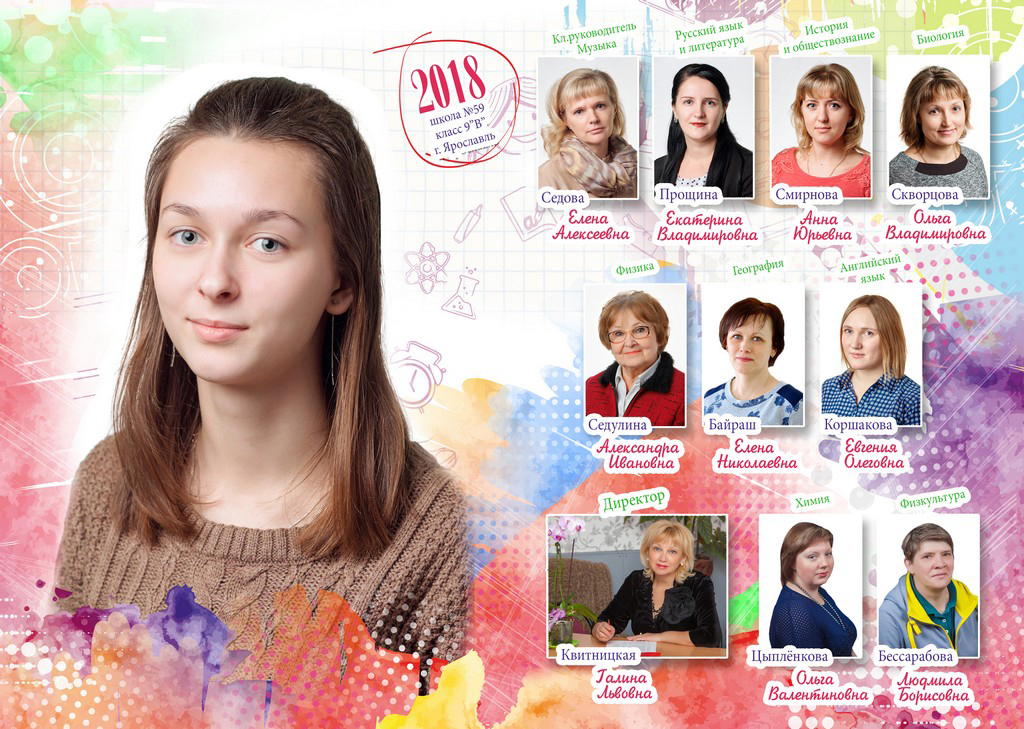 2018
школа №59
класс 9"В"
г. Ярославль
Кл.руководитель
Музыка
Седова
Елена
Алексеевна
Русский язык
и литература
Прощина
Екатерина
Владимировна
История
и обществознание
Смирнова
Анна
Юрьевна
Биология
Скворцова
Ольга
Владимировна
Физика
Седулина
Александра
Ивановна
География
Байраш
Елена
Николаевна
Английский
язык
Коршакова
Евгения
Олеговна
Директор
Квитницкая
Галина
Львовна
Химия
Цыплёнкова
Ольга
Валентиновна
Физкультура
Бессарабова
Людмила
Борисовна